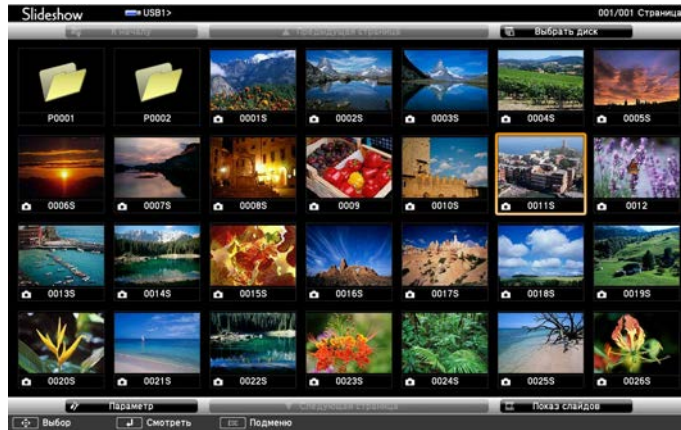 Slideshow USB1> 001/001 Страница
К началу Предыдущая страница Выбрать диск
P0001 P0002 0001S 0002S 0003S 0004S 0005S
0006S 0007S 0008S 0009 0010S 0011S 0012
0013S 0014S 0015S 0016S 0017S 0018S 0019S
0020S 0021S 0022S 0023S 0024S 0025S 0026S
Параметр Следующая страница Показ слайдов
Выбор Смотреть ESC Подменю